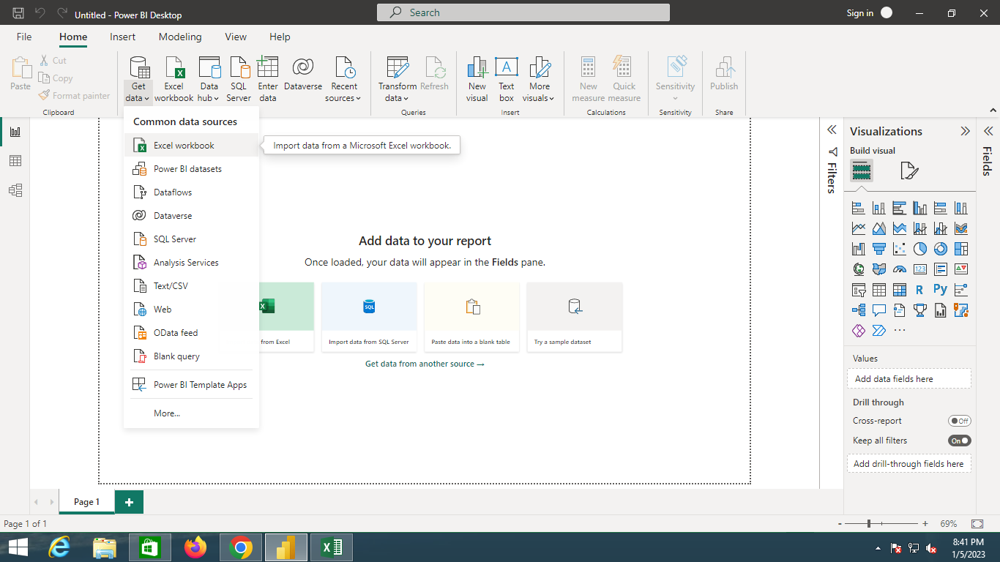 Untitled - Power BI Desktop
Search
Sign in
File Home Insert Modeling View Help
Paste
Cut
Copy
Format painter
Clipboard
Get data
Excel workbook
Data hub
SQL Server
Enter data
Dataverse
Recent sources
Transform data
Refresh
Queries
New visual
Text box
More visuals
Insert
New measure
Quick measure
Calculations
Sensitivity
Sensitivity
Publish
Share
Common data sources
Excel workbook
Import data from a Microsoft Excel workbook.
Power BI datasets
Dataflows
Dataverse
SQL Server
Analysis Services
Text/CSV
Web
OData feed
Blank query
Power BI Template Apps
More...
Add data to your report
Once loaded, your data will appear in the Fields pane.
SQL
from Excel
Import data from SQL Server
Paste data into a blank table
Try a sample dataset
Get data from another source →
Filters
Visualizations
Build visual
123
R
Py
Values
Add data fields here
Drill through
Cross-report
Off
Keep all filters
On
Add drill-through fields here
Fields
Page 1
Page 1 of 1
- + 69%
8:41 PM
1/5/2023